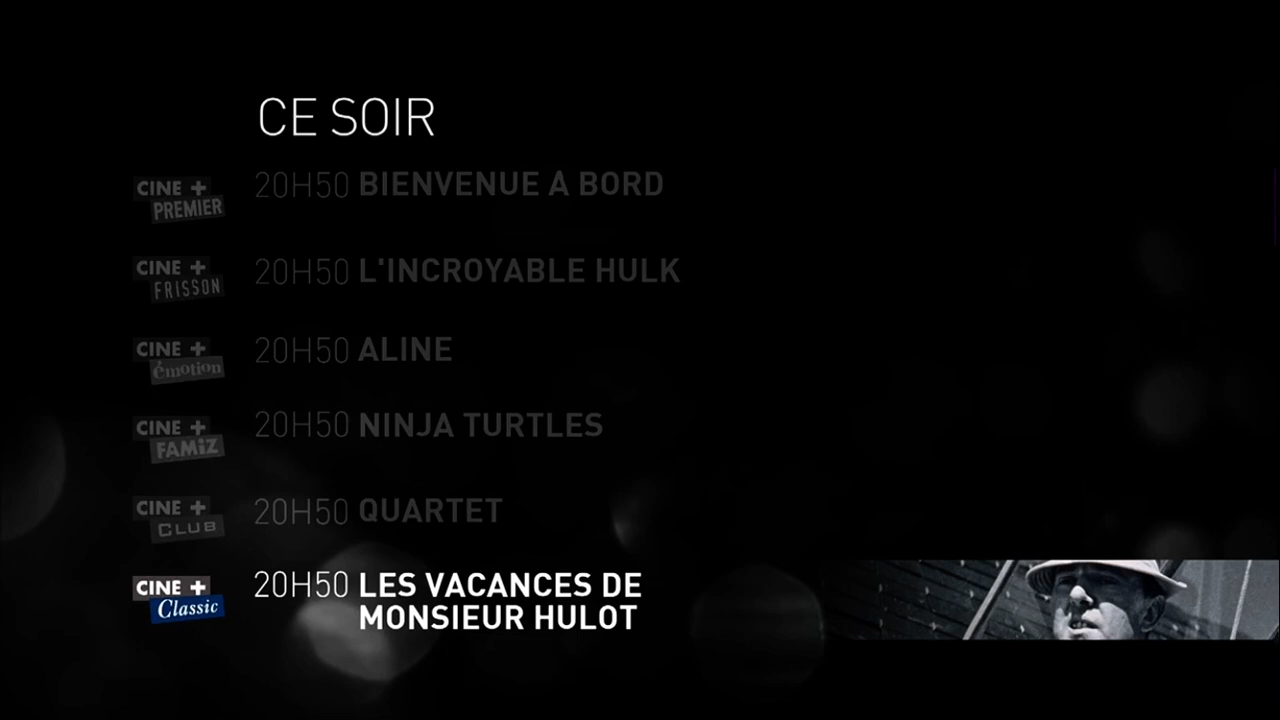 CE SOIR
CINE +
PREMIER
20H50 BIENVENUE A BORD
CINE +
FRISSON
20H50 L'INCROYABLE HULK
CINE +
émotion
20H50 ALINE
CINE +
FAMiZ
20H50 NINJA TURTLES
CINE +
CLUB
20H50 QUARTET
CINE +
Classic
20H50 LES VACANCES DE
MONSIEUR HULOT